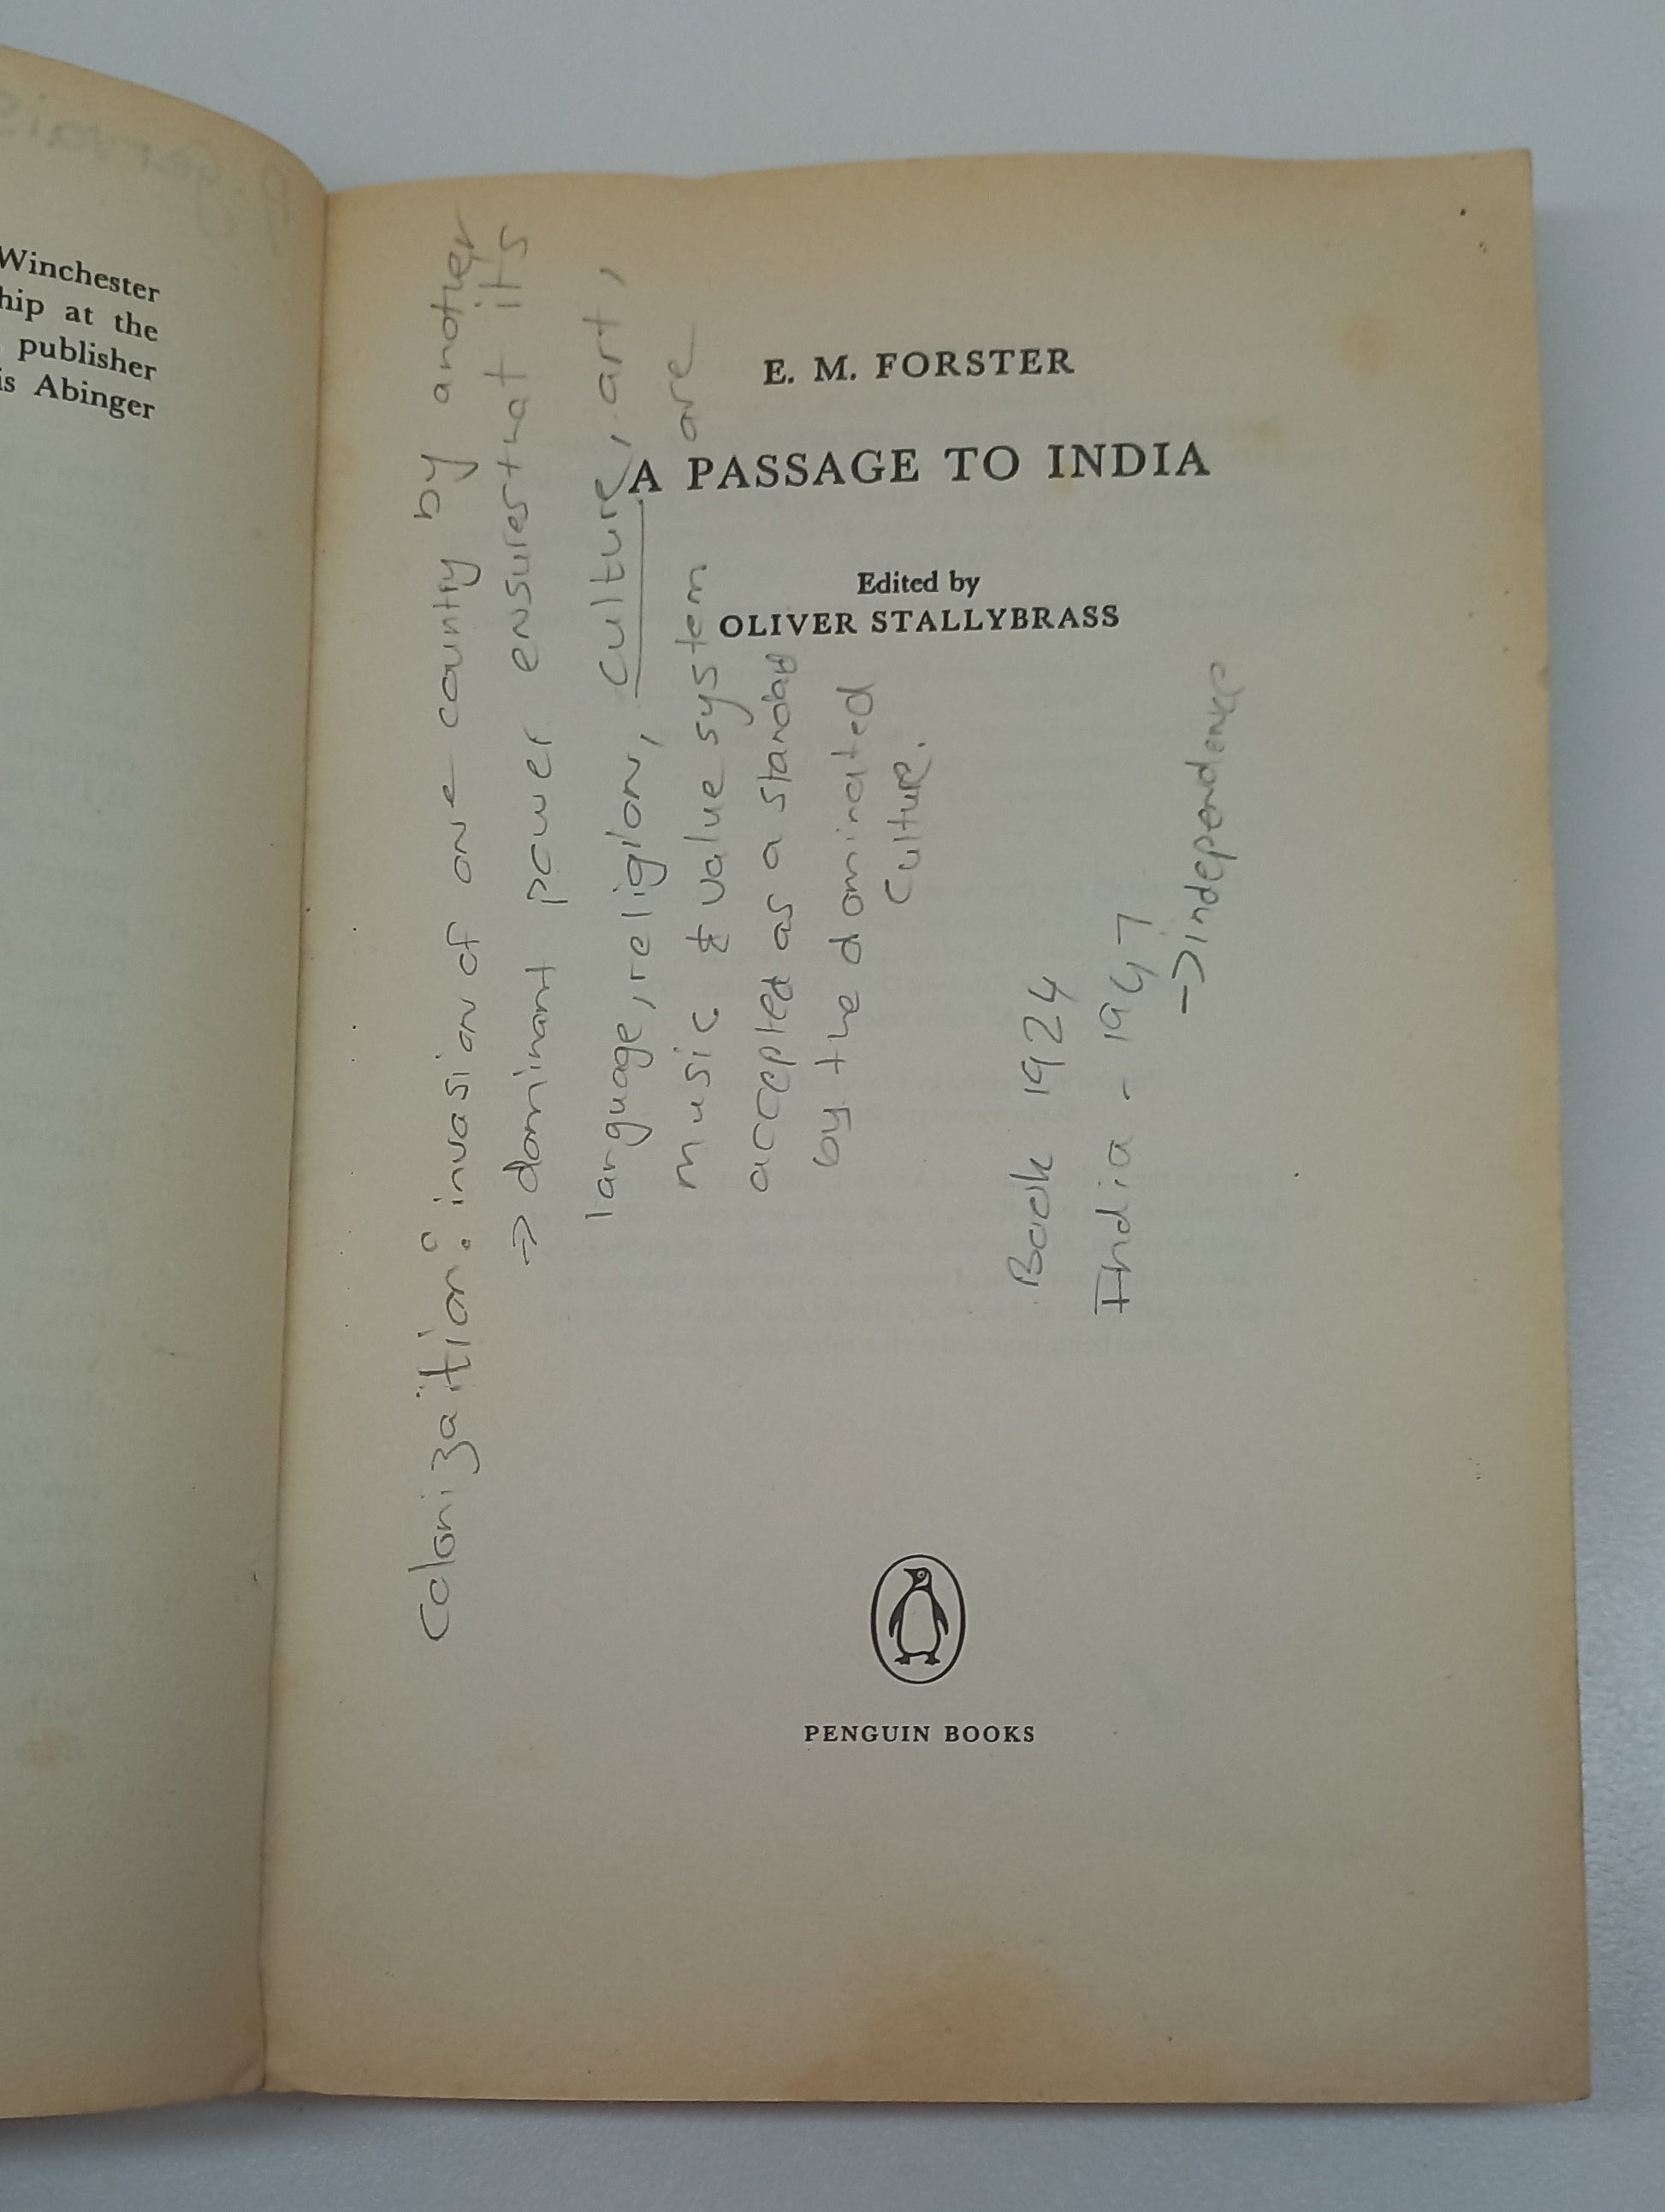 Winchester
hip at the
publisher
is Abinger
E. M. FORSTER
A PASSAGE TO INDIA
Edited by
OLIVER STALLYBRASS
PENGUIN BOOKS
Colonization: invasion of one country by another
→ dominant power ensures that its
language, religion, culture, art,
music & value system are
accepted as a standard
by the dominated
culture.
Book 1924
India - 1947
→ independence